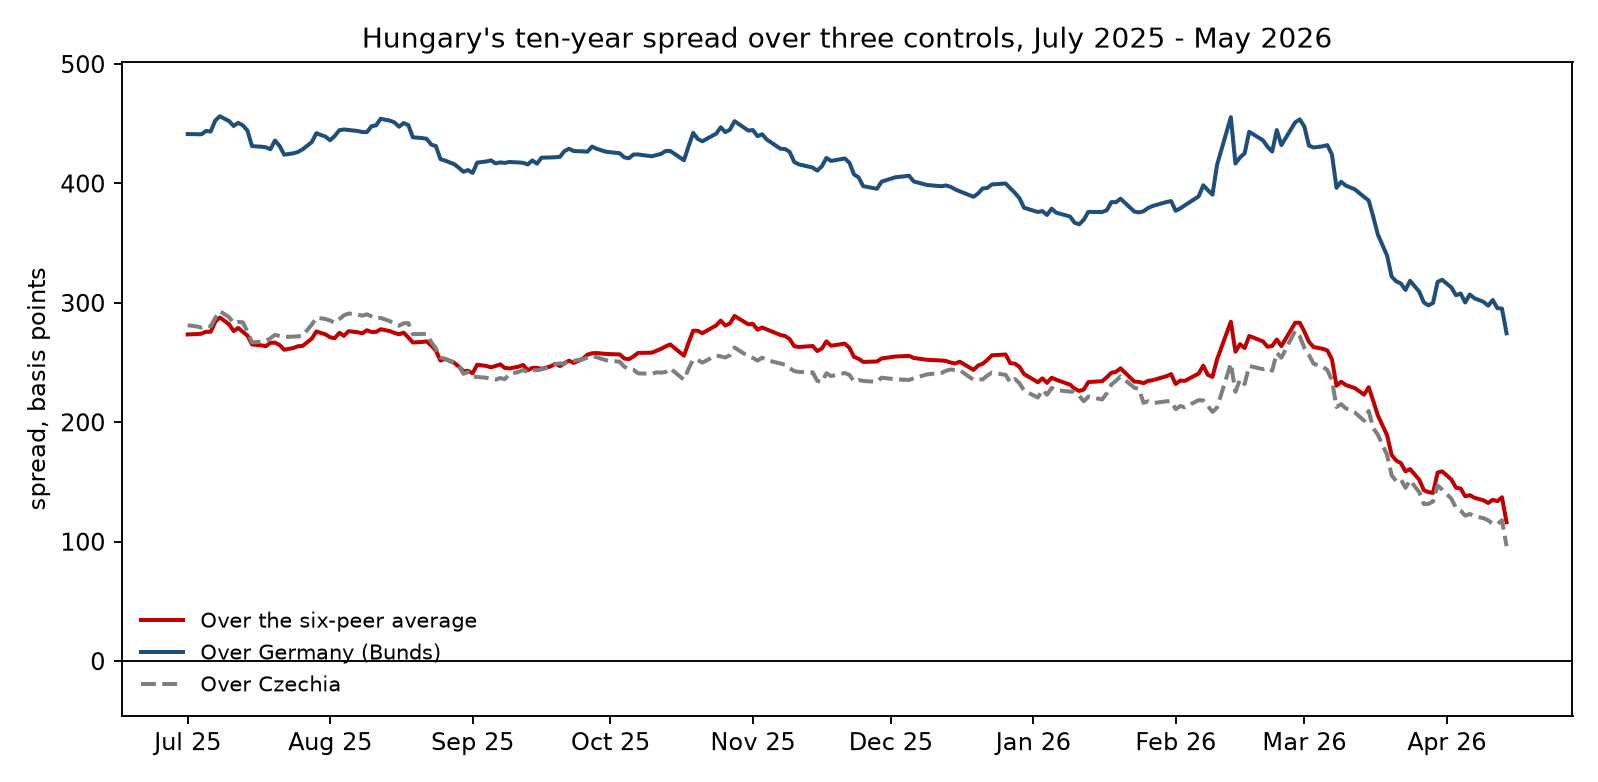 Hungary's ten-year spread over three controls, July 2025 - May 2026
spread, basis points
500
400
300
200
100
0
Over the six-peer average
Over Germany (Bunds)
Over Czechia
Jul 25
Aug 25
Sep 25
Oct 25
Nov 25
Dec 25
Jan 26
Feb 26
Mar 26
Apr 26